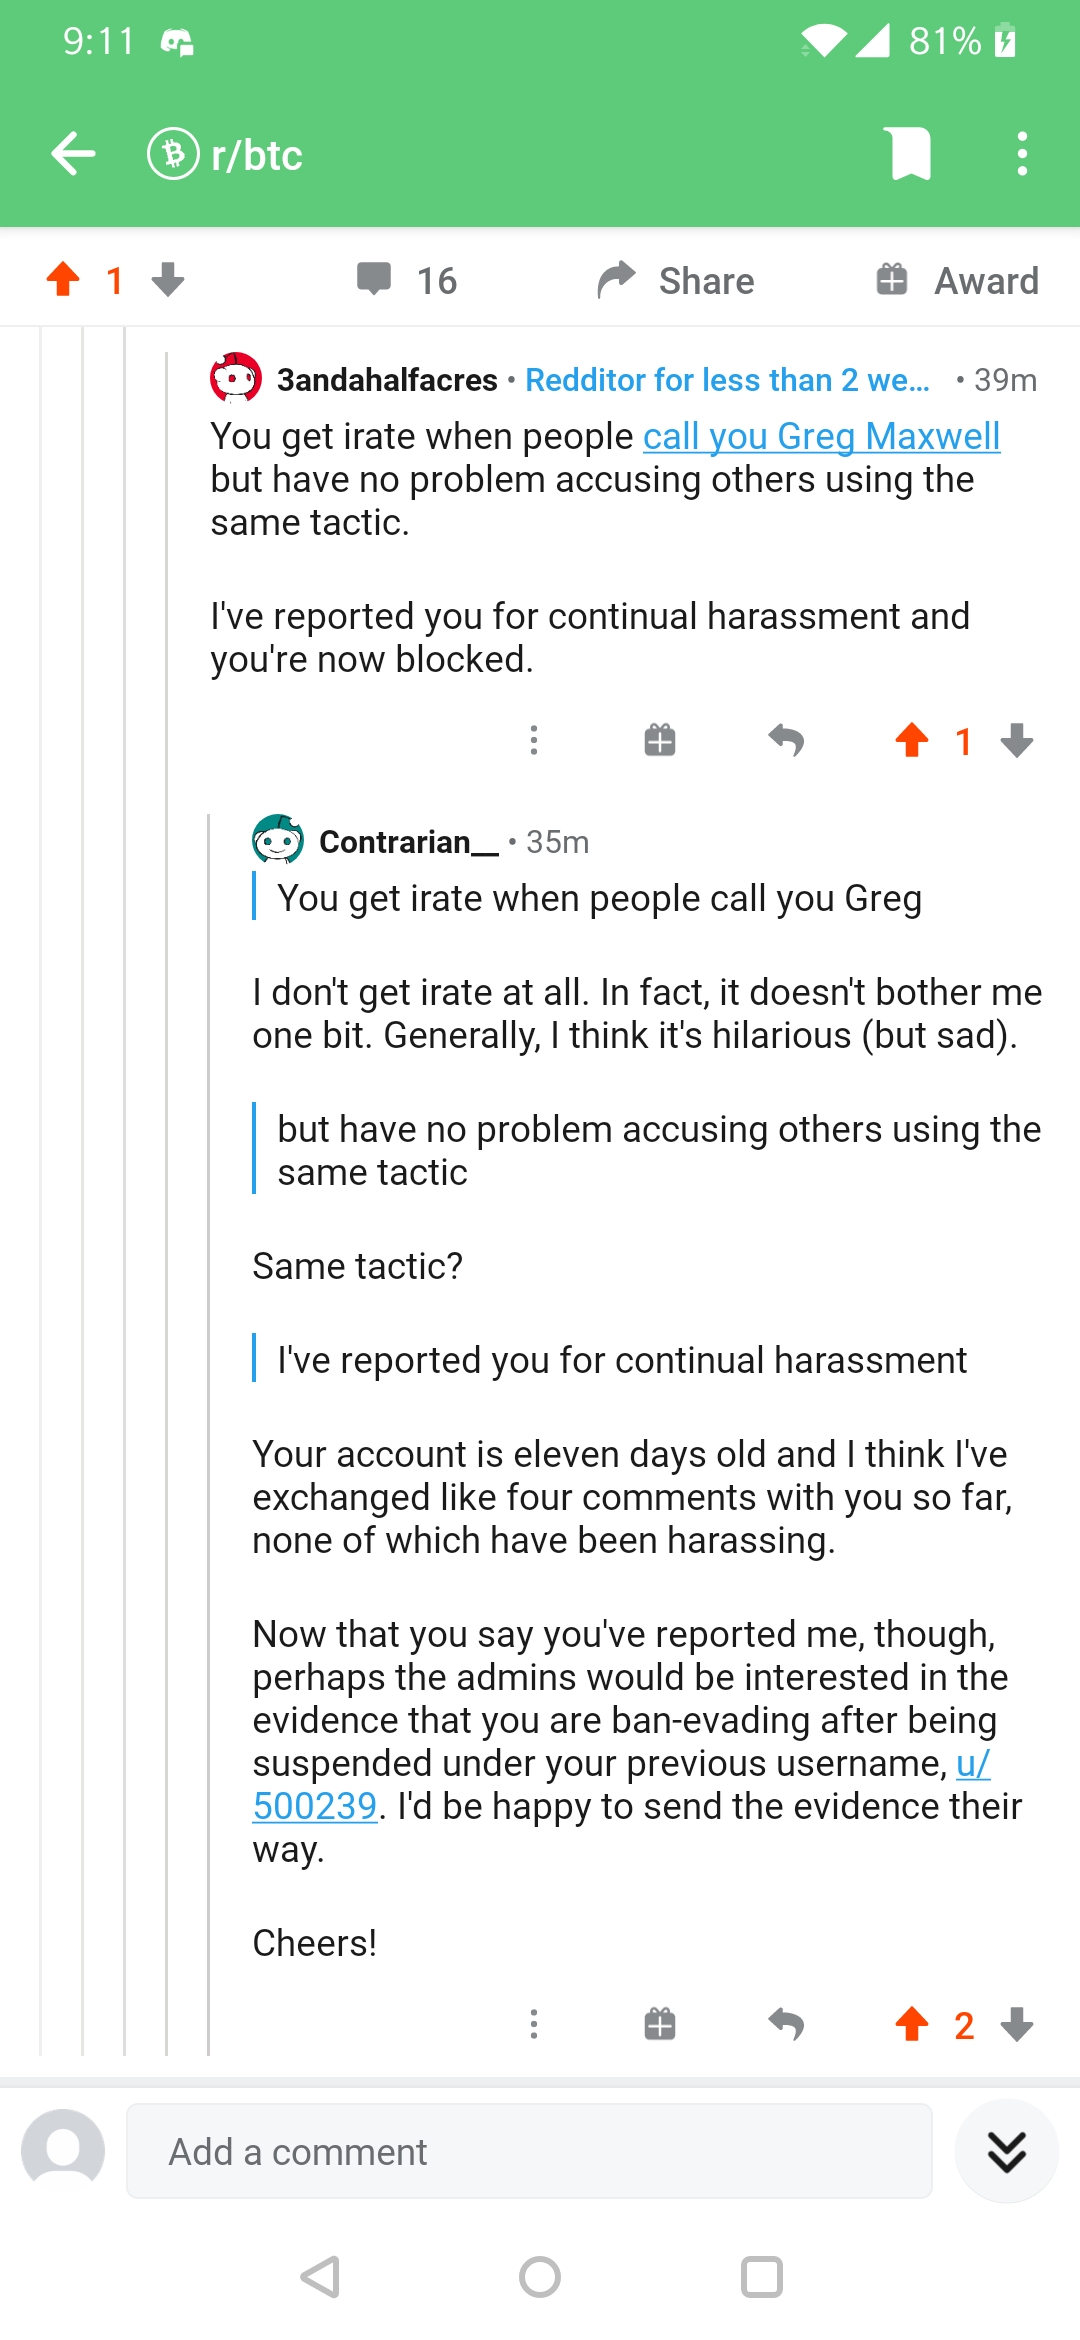 9:11
81%
r/btc
1
16
Share
Award
3andahalfacres • Redditor for less than 2 we... • 39m
You get irate when people call you Greg Maxwell
but have no problem accusing others using the
same tactic.
I've reported you for continual harassment and
you're now blocked.
1
Contrarian__ • 35m
You get irate when people call you Greg
I don't get irate at all. In fact, it doesn't bother me
one bit. Generally, I think it's hilarious (but sad).
but have no problem accusing others using the
same tactic
Same tactic?
I've reported you for continual harassment
Your account is eleven days old and I think I've
exchanged like four comments with you so far,
none of which have been harassing.
Now that you say you've reported me, though,
perhaps the admins would be interested in the
evidence that you are ban-evading after being
suspended under your previous username, u/
500239. I'd be happy to send the evidence their
way.
Cheers!
2
Add a comment